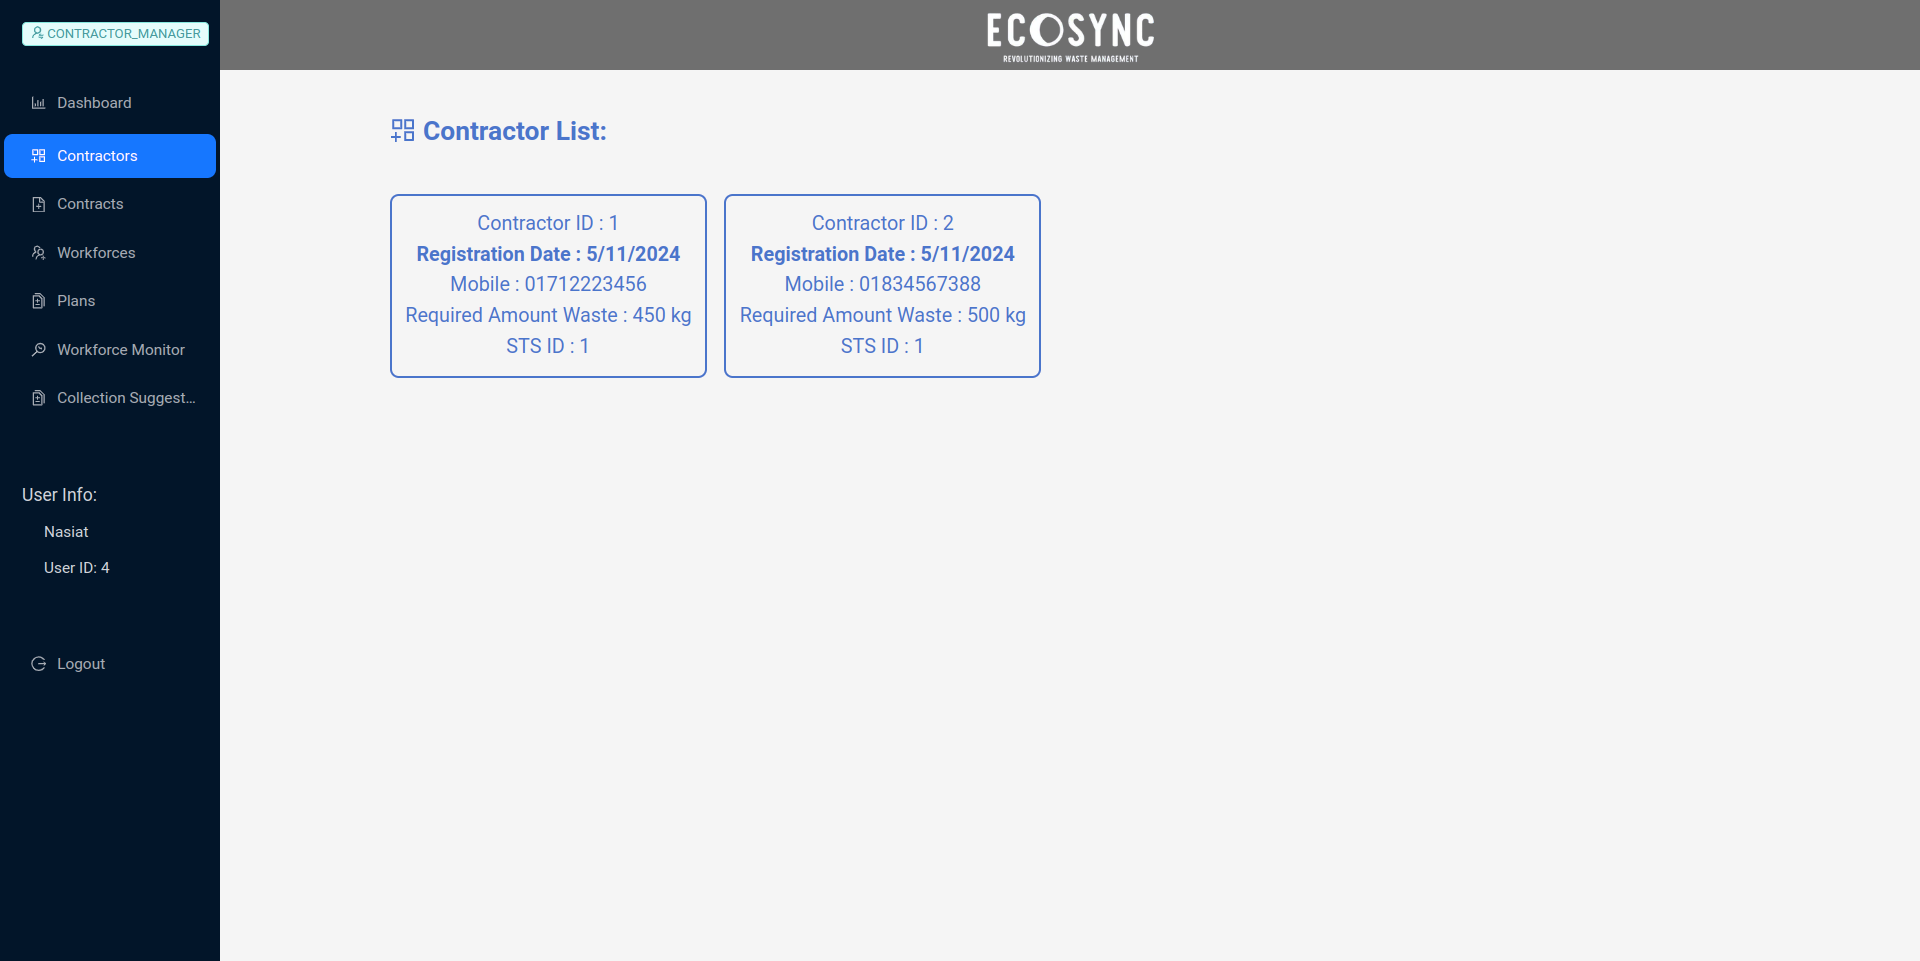 CONTRACTOR_MANAGER
Dashboard
Contractors
Contracts
Workforces
Plans
Workforce Monitor
Collection Suggest...
User Info:
Nasiat
User ID: 4
Logout
ECOSYNC
REVOLUTIONIZING WASTE MANAGEMENT
Contractor List:
Contractor ID : 1
Registration Date : 5/11/2024
Mobile : 01712223456
Required Amount Waste : 450 kg
STS ID : 1
Contractor ID : 2
Registration Date : 5/11/2024
Mobile : 01834567388
Required Amount Waste : 500 kg
STS ID : 1